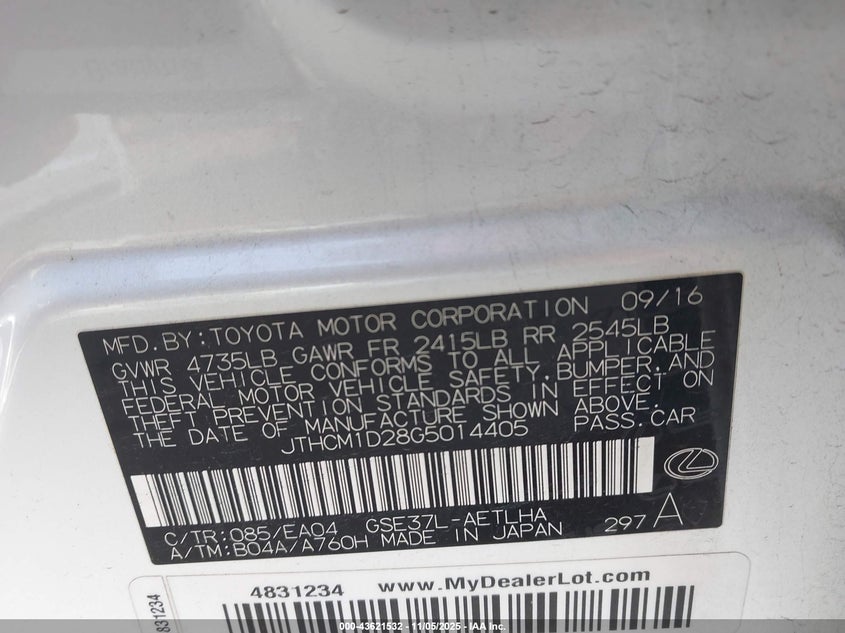 MFD. BY: TOYOTA MOTOR CORPORATION 09/16
GVWR 4735LB GAWR FR 2415LB RR 2545LB
THIS VEHICLE CONFORMS TO ALL APPLICABLE
FEDERAL MOTOR VEHICLE SAFETY, BUMPER, AND
THEFT PREVENTION STANDARDS IN EFFECT ON
THE DATE OF MANUFACTURE SHOWN ABOVE.
JTHCM1D28G5014405 PASS. CAR
C/TR: 085/EA04 GSE37L-AETLHA
A/TM: B04A/A760H MADE IN JAPAN 297 A
4831234 www.MyDealerLot.com
831234
000-43621532 - 11/05/2025 - IAA Inc.